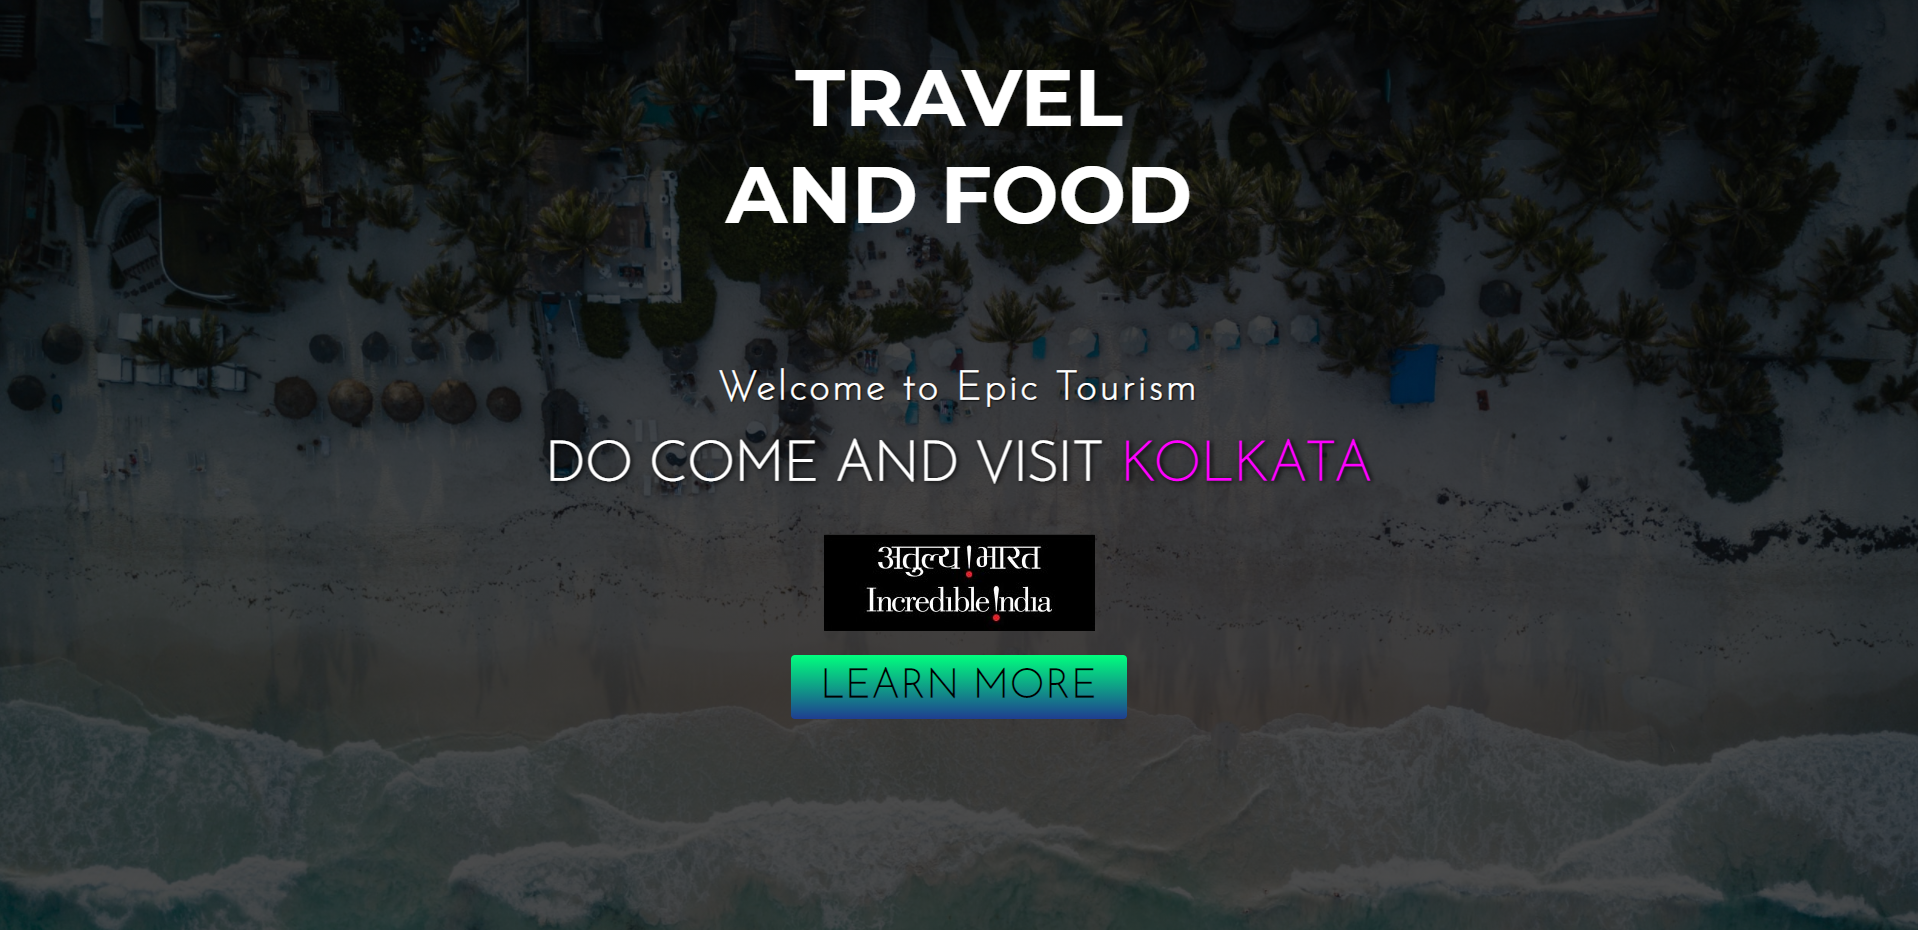 TRAVEL
AND FOOD
Welcome to Epic Tourism
DO COME AND VISIT KOLKATA
अतुल्य!भारत
Incredible!ndia
LEARN MORE